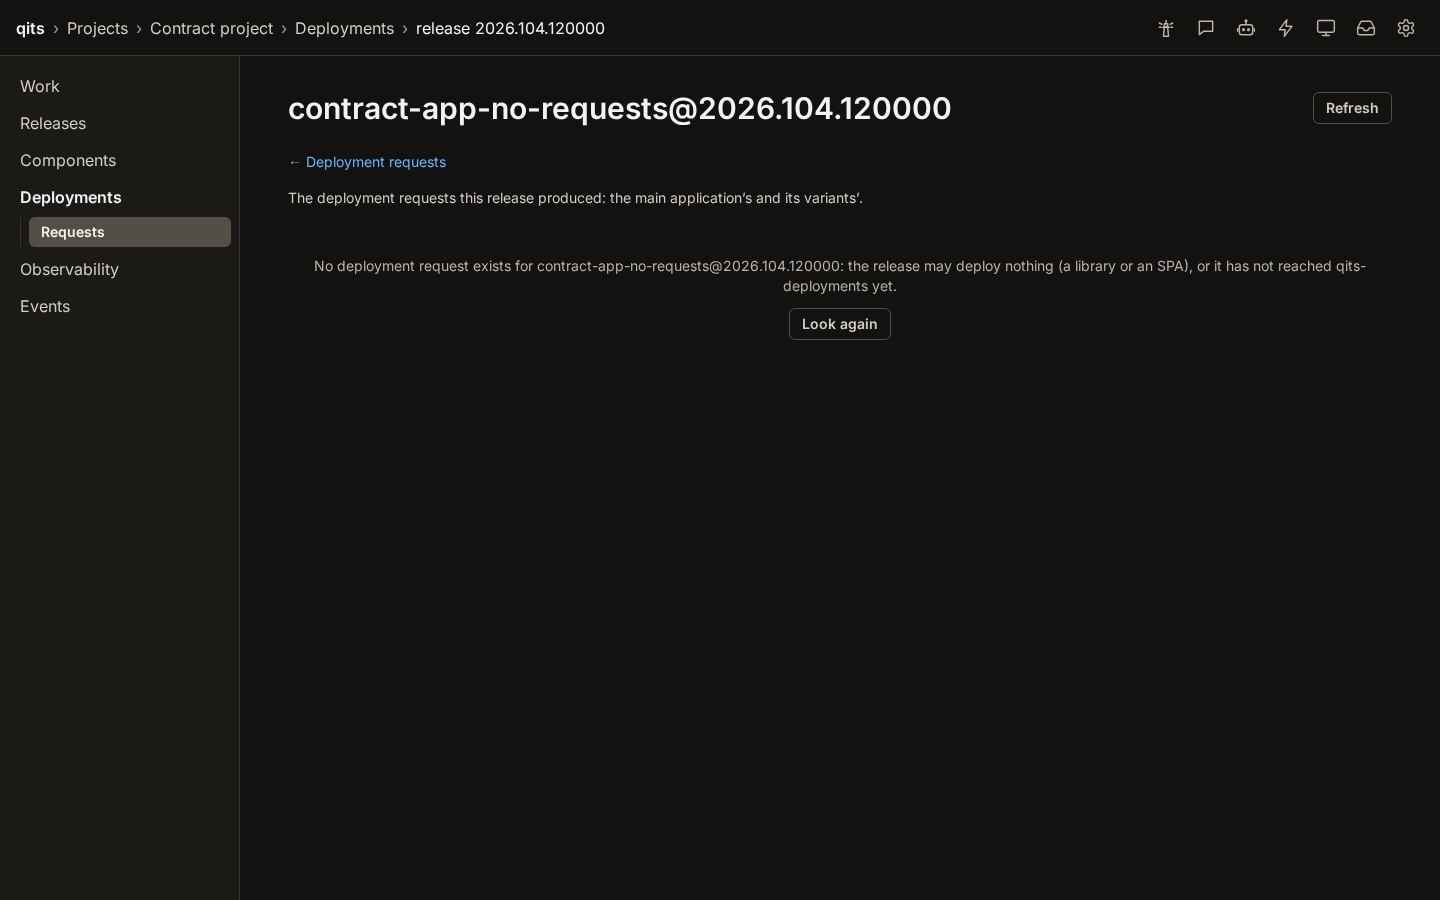 qits › Projects › Contract project › Deployments › release 2026.104.120000
Work
Releases
Components
Deployments
Requests
Observability
Events
contract-app-no-requests@2026.104.120000
Refresh
← Deployment requests
The deployment requests this release produced: the main application’s and its variants’.
No deployment request exists for contract-app-no-requests@2026.104.120000: the release may deploy nothing (a library or an SPA), or it has not reached qits-
deployments yet.
Look again